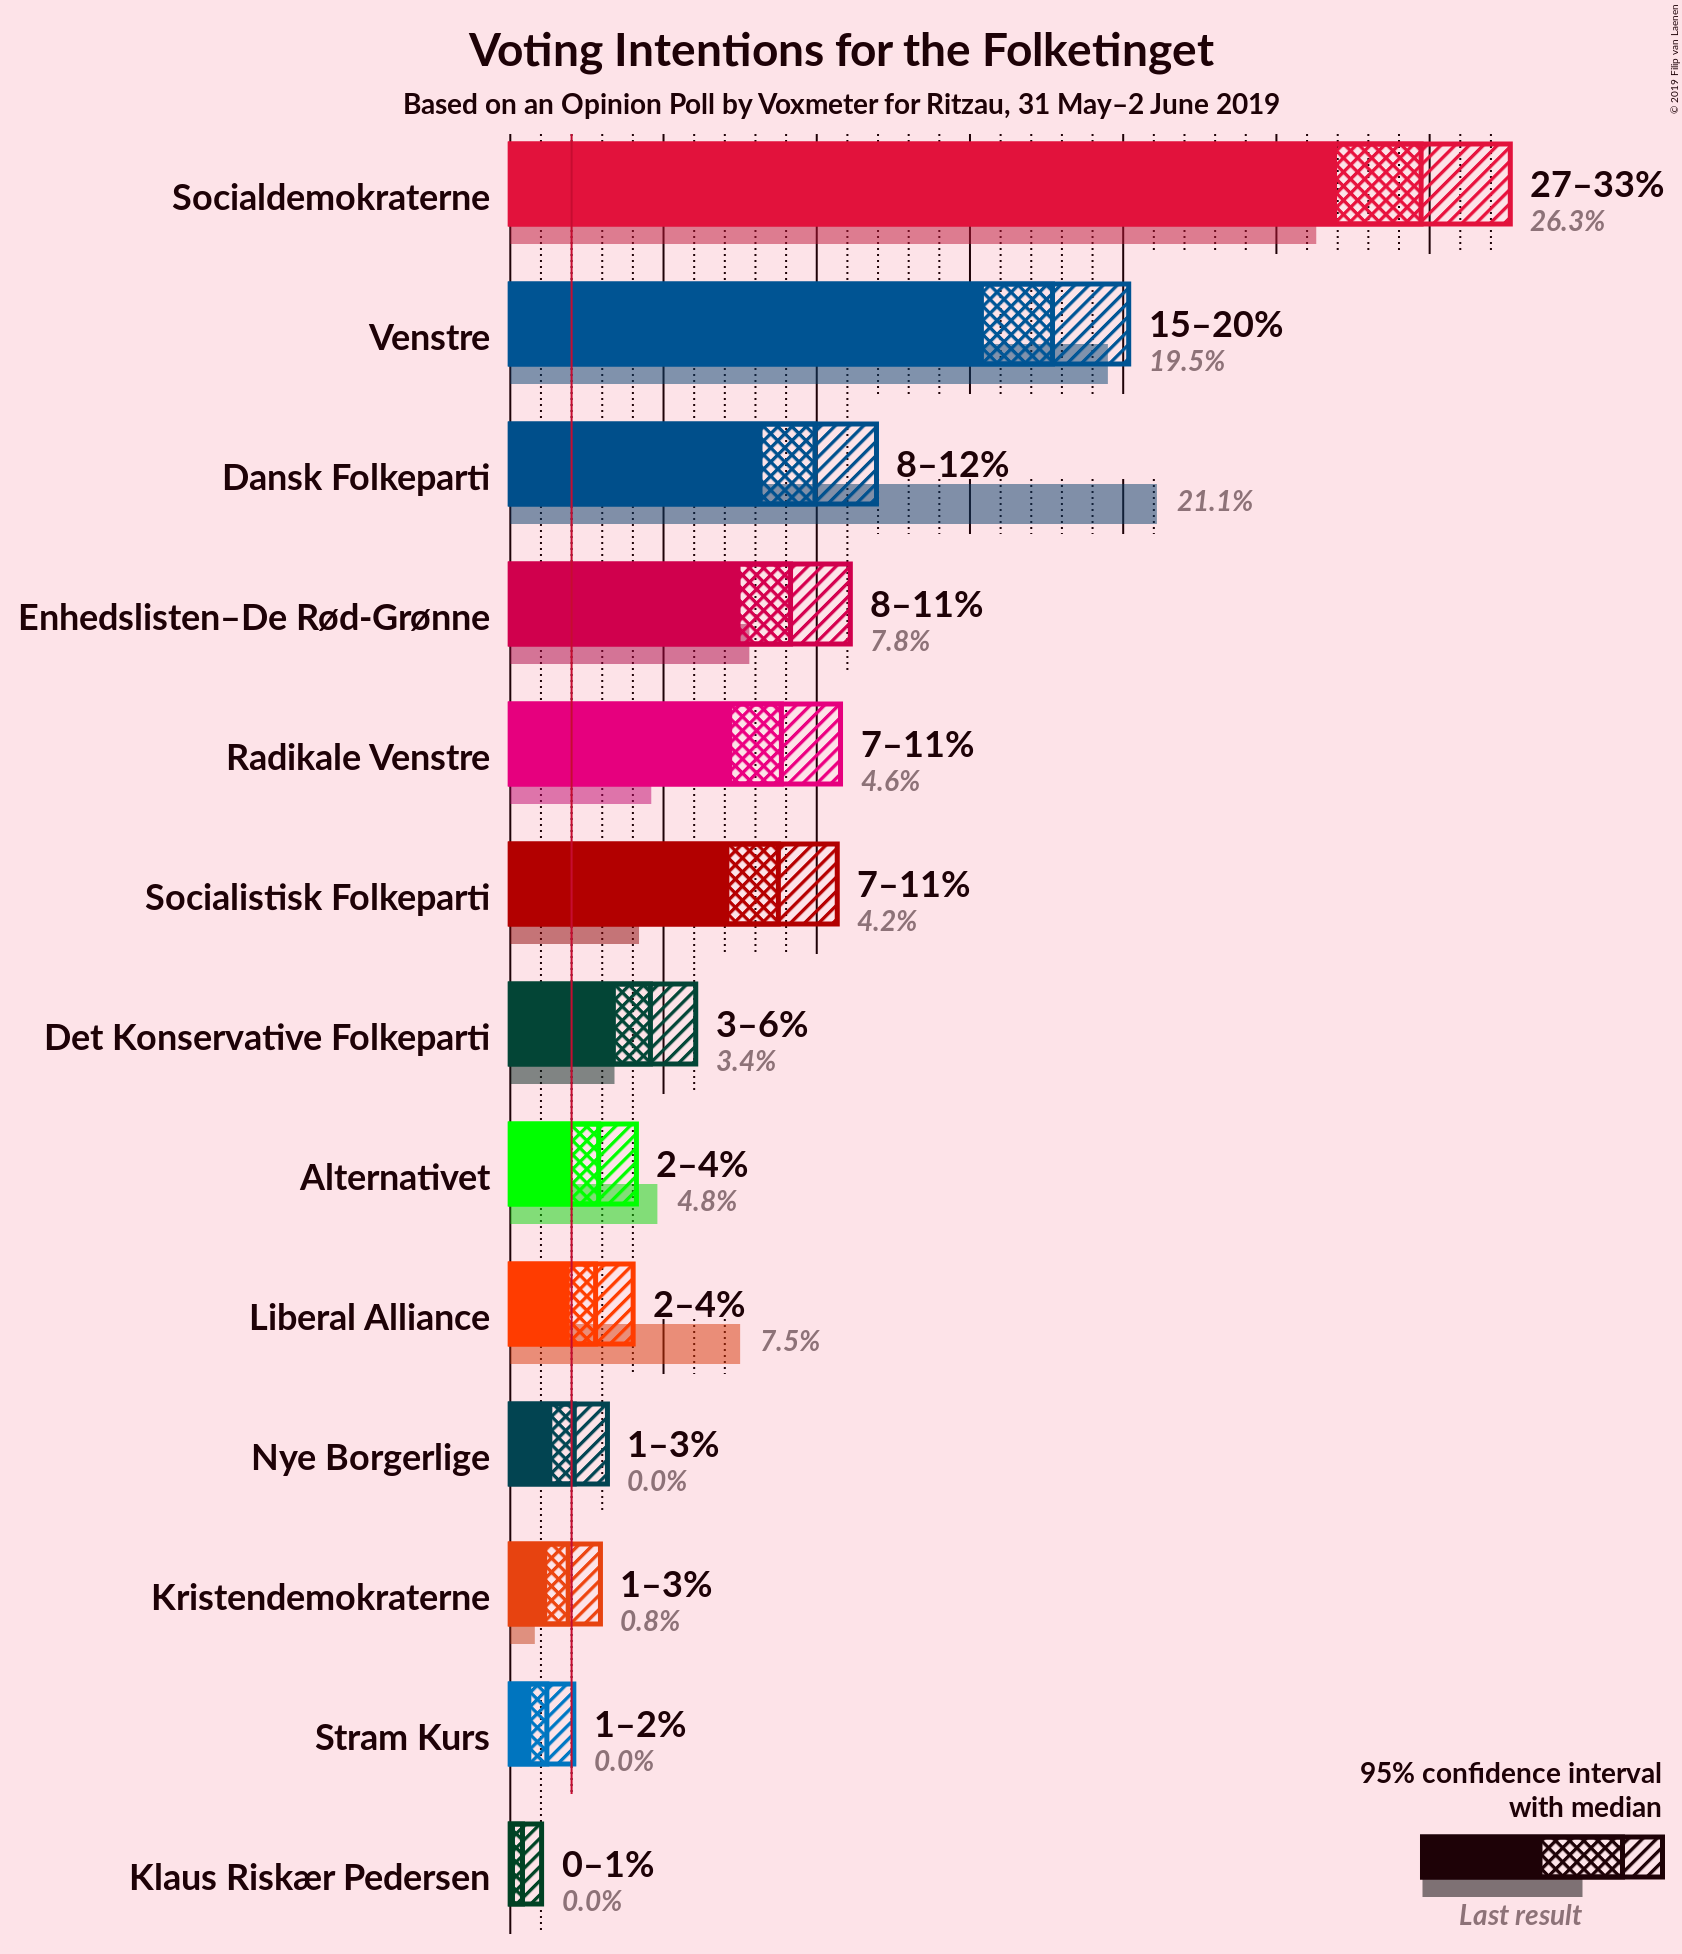 Voting Intentions for the Folketinget
Based on an Opinion Poll by Voxmeter for Ritzau, 31 May–2 June 2019
© 2019 Filip van Laenen
Socialdemokraterne
27–33%
26.3%
Venstre
15–20%
19.5%
Dansk Folkeparti
8–12%
21.1%
Enhedslisten–De Rød-Grønne
8–11%
7.8%
Radikale Venstre
7–11%
4.6%
Socialistisk Folkeparti
7–11%
4.2%
Det Konservative Folkeparti
3–6%
3.4%
Alternativet
2–4%
4.8%
Liberal Alliance
2–4%
7.5%
Nye Borgerlige
1–3%
0.0%
Kristendemokraterne
1–3%
0.8%
Stram Kurs
1–2%
0.0%
Klaus Riskær Pedersen
0–1%
0.0%
95% confidence interval
with median
Last result